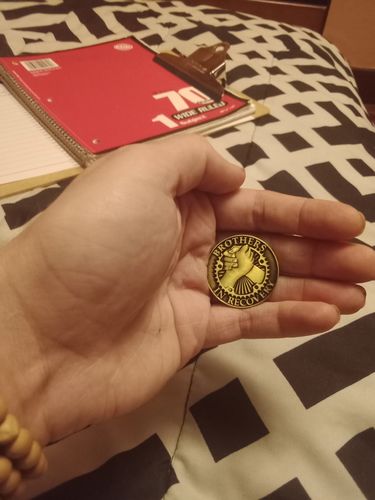 70
WIDE RULED
1
BROTHERS
IN RECOVERY